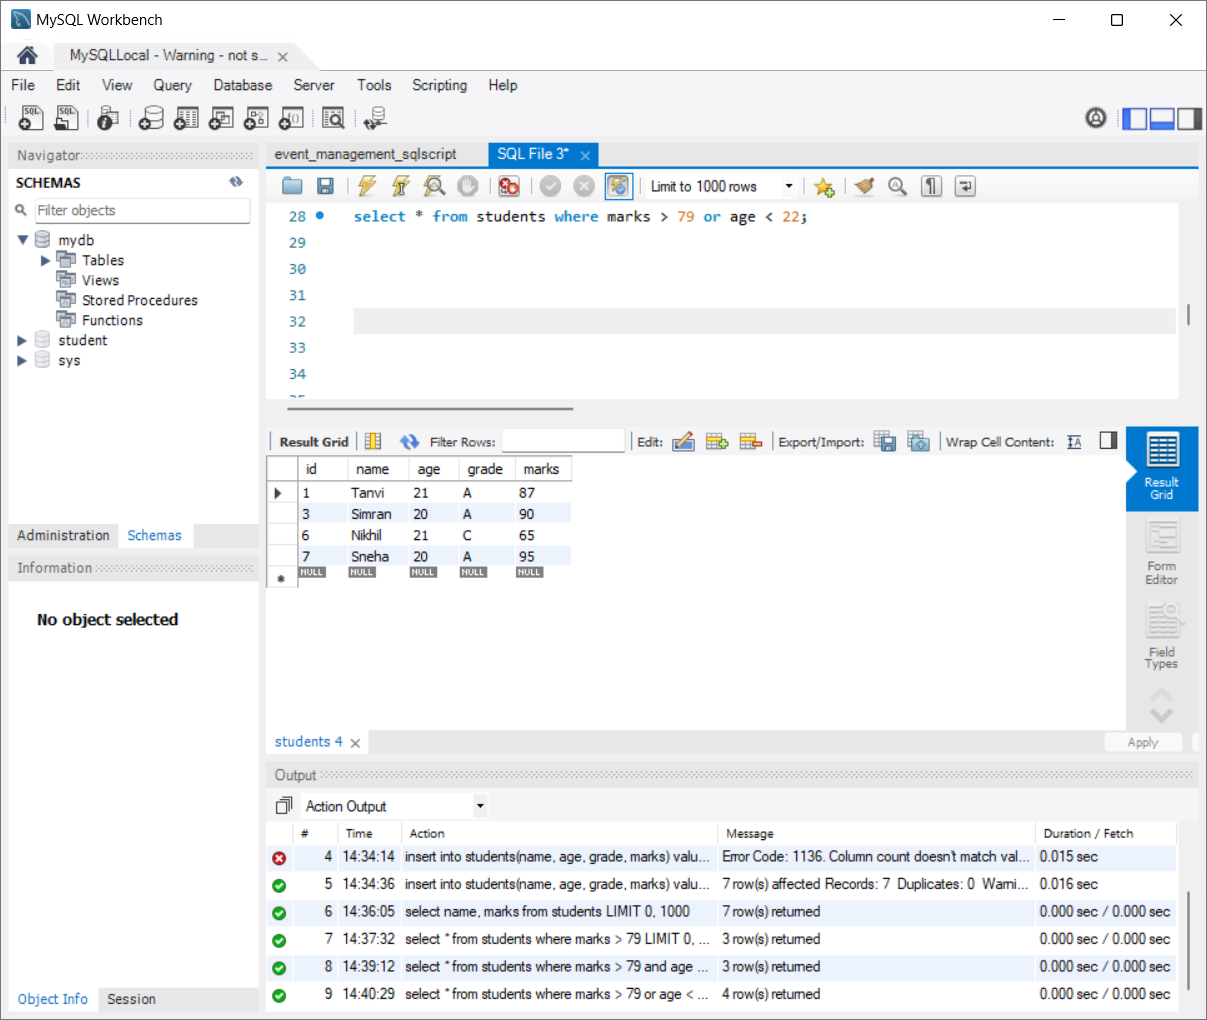 MySQL Workbench
MySQLLocal - Warning - not s...
File Edit View Query Database Server Tools Scripting Help
Navigator
SCHEMAS
Filter objects
mydb
Tables
Views
Stored Procedures
Functions
student
sys
Administration Schemas
Information
No object selected
Object Info Session
event_management_sqlscript SQL File 3*
Limit to 1000 rows
28 select * from students where marks > 79 or age < 22;
29
30
31
32
33
34
35
Result Grid Filter Rows: Edit: Export/Import: Wrap Cell Content:
id name age grade marks
1 Tanvi 21 A 87
3 Simran 20 A 90
6 Nikhil 21 C 65
7 Sneha 20 A 95
NULL NULL NULL NULL NULL
Result
Grid
Form
Editor
Field
Types
students 4
Apply
Output
Action Output
# Time Action Message Duration / Fetch
4 14:34:14 insert into students(name, age, grade, marks) valu... Error Code: 1136. Column count doesn't match val... 0.015 sec
5 14:34:36 insert into students(name, age, grade, marks) valu... 7 row(s) affected Records: 7 Duplicates: 0 Warni... 0.016 sec
6 14:36:05 select name, marks from students LIMIT 0, 1000 7 row(s) returned 0.000 sec / 0.000 sec
7 14:37:32 select * from students where marks > 79 LIMIT 0, ... 3 row(s) returned 0.000 sec / 0.000 sec
8 14:39:12 select * from students where marks > 79 and age ... 3 row(s) returned 0.000 sec / 0.000 sec
9 14:40:29 select * from students where marks > 79 or age < ... 4 row(s) returned 0.000 sec / 0.000 sec